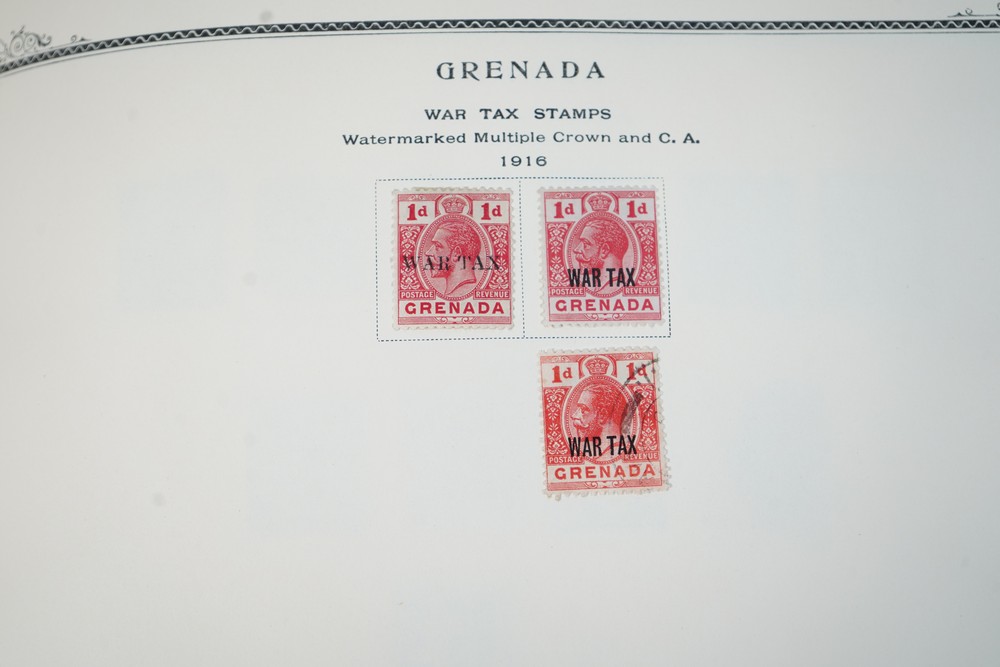 GRENADA
WAR TAX STAMPS
Watermarked Multiple Crown and C. A.
1916
1d 1d
WAR TAX
POSTAGE REVENUE
GRENADA
1d 1d
WAR TAX
POSTAGE REVENUE
GRENADA
1d 1d
WAR TAX
POSTAGE REVENUE
GRENADA